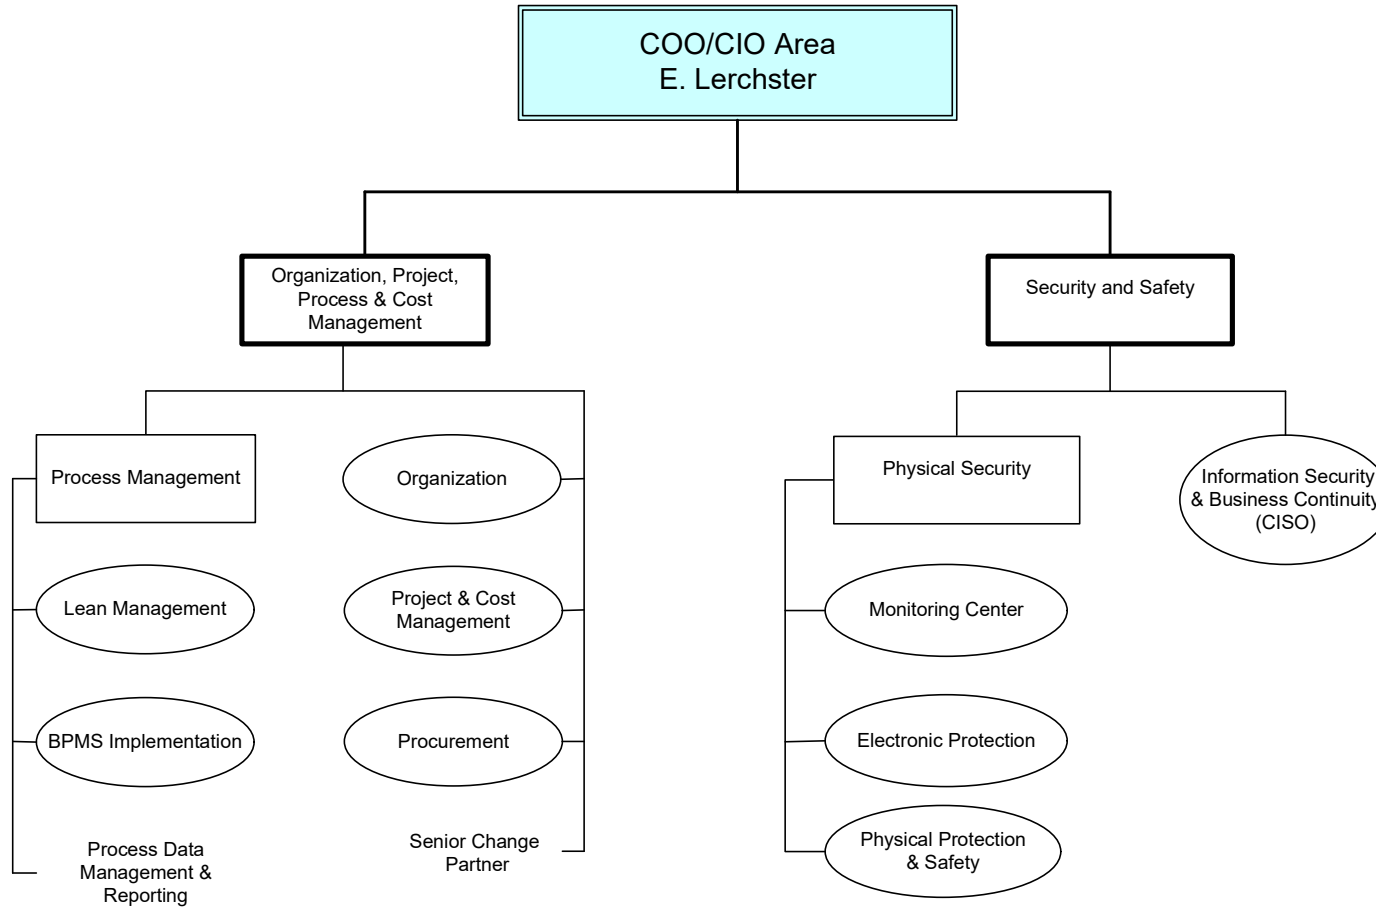 COO/CIO Area
E. Lerchster
Organization, Project,
Process & Cost
Management
Security and Safety
Process Management
Organization
Physical Security
Information Security
& Business Continuity
(CISO)
Lean Management
Project & Cost
Management
Monitoring Center
BPMS Implementation
Procurement
Electronic Protection
Process Data
Management &
Reporting
Senior Change
Partner
Physical Protection
& Safety